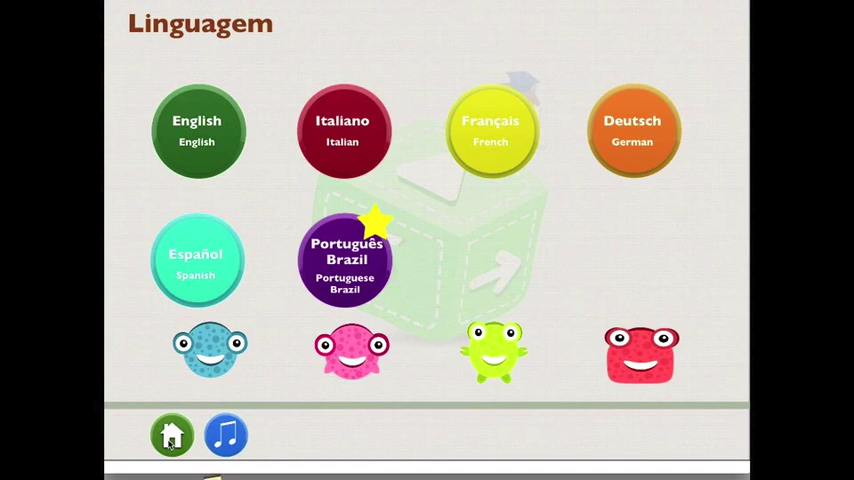 Linguagem
English
English
Italiano
Italian
Français
French
Deutsch
German
Español
Spanish
Português
Brazil
Portuguese
Brazil